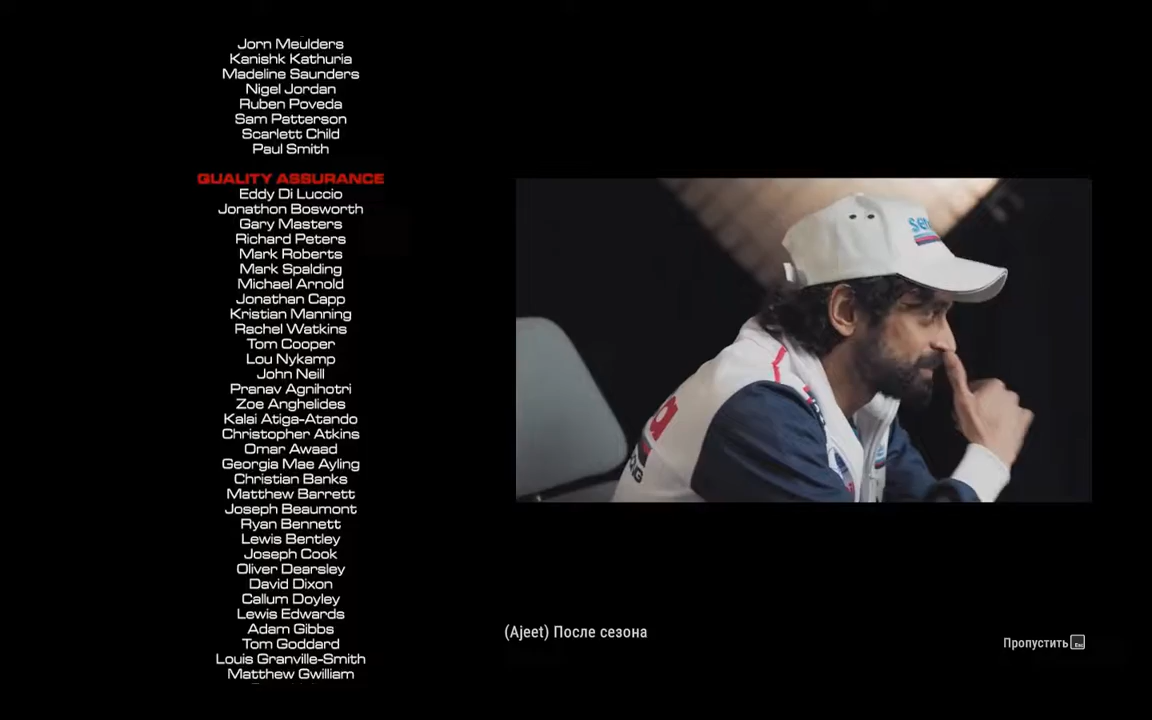 Jorn Meulders
Kanishk Kathuria
Madeline Saunders
Nigel Jordan
Ruben Poveda
Sam Patterson
Scarlett Child
Paul Smith
QUALITY ASSURANCE
Eddy Di Luccio
Jonathon Bosworth
Gary Masters
Richard Peters
Mark Roberts
Mark Spalding
Michael Arnold
Jonathan Capp
Kristian Manning
Rachel Watkins
Tom Cooper
Lou Nykamp
John Neill
Pranav Agnihotri
Zoe Anghelides
Kalai Atiga-Atando
Christopher Atkins
Omar Awaad
Georgia Mae Ayling
Christian Banks
Matthew Barrett
Joseph Beaumont
Ryan Bennett
Lewis Bentley
Joseph Cook
Oliver Dearsley
David Dixon
Callum Doyley
Lewis Edwards
Adam Gibbs
Tom Goddard
Louis Granville-Smith
Matthew Gwilliam
(Ajeet) После сезона
Пропустить Esc